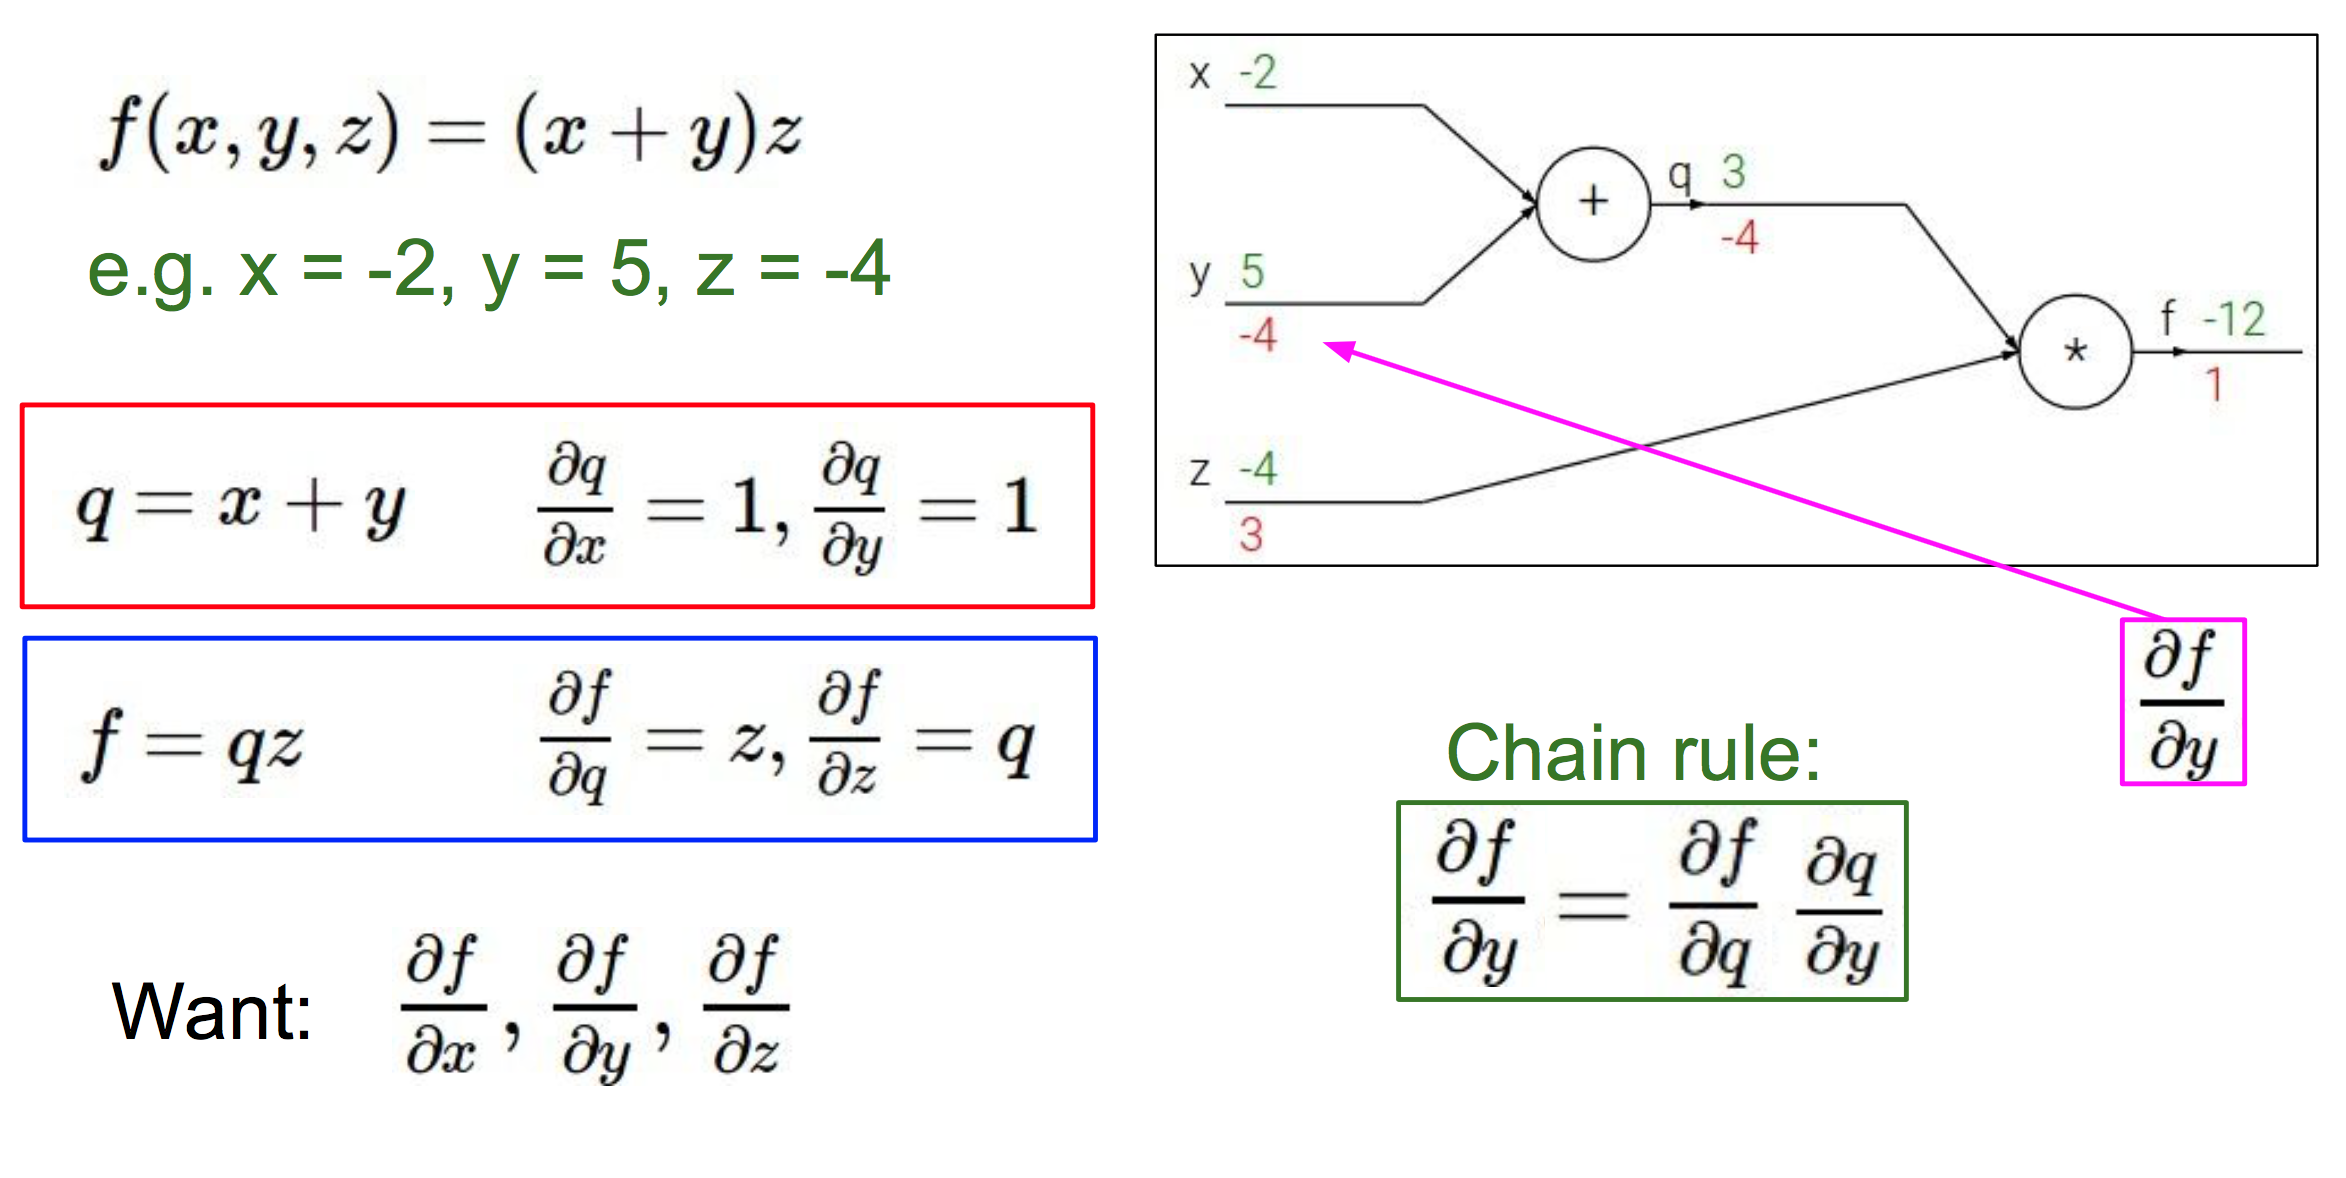 f(x, y, z) = (x + y)z
e.g. x = -2, y = 5, z = -4
q = x + y   ∂q/∂x = 1, ∂q/∂y = 1
f = qz   ∂f/∂q = z, ∂f/∂z = q
Want: ∂f/∂x, ∂f/∂y, ∂f/∂z
x -2
+
q 3
-4
y 5
-4
*
f -12
1
z -4
3
∂f/∂y
Chain rule:
∂f/∂y = ∂f/∂q ∂q/∂y